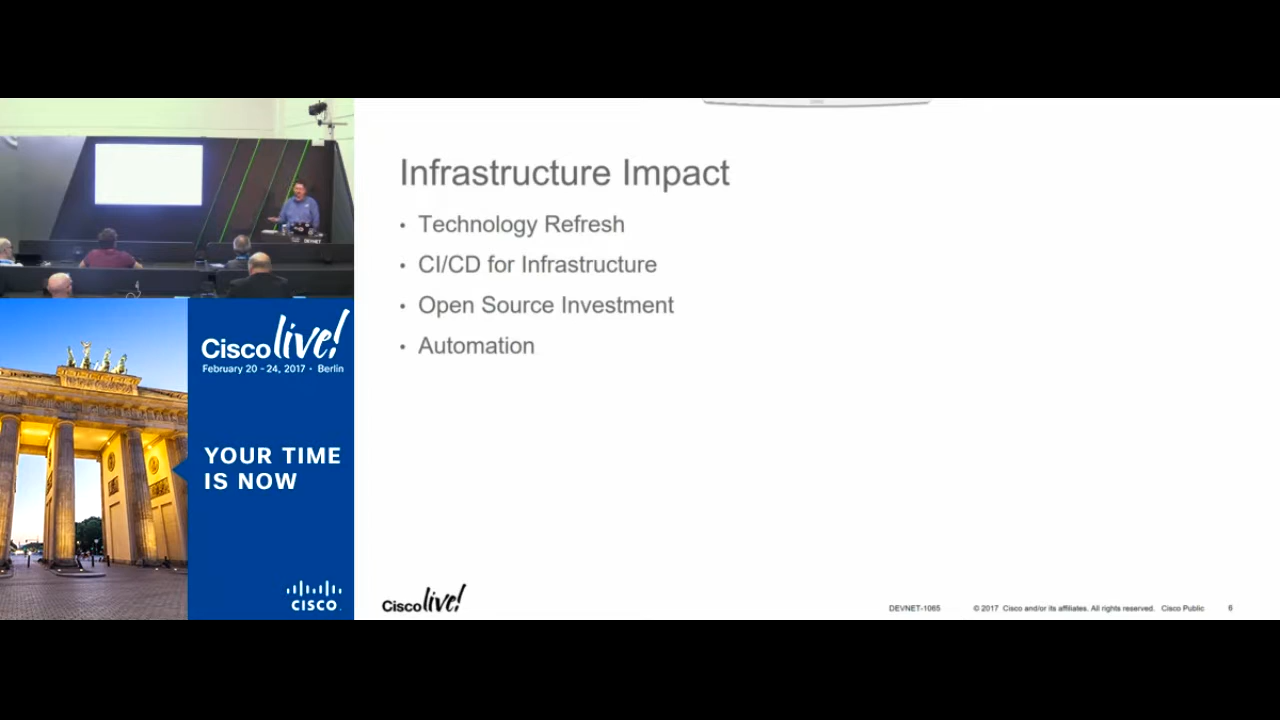 Infrastructure Impact
• Technology Refresh
• CI/CD for Infrastructure
• Open Source Investment
• Automation
Cisco live!
February 20 - 24, 2017 • Berlin
YOUR TIME
IS NOW
CISCO.
Cisco live!
DEVNET-1065
© 2017 Cisco and/or its affiliates. All rights reserved. Cisco Public
6
DEVNET